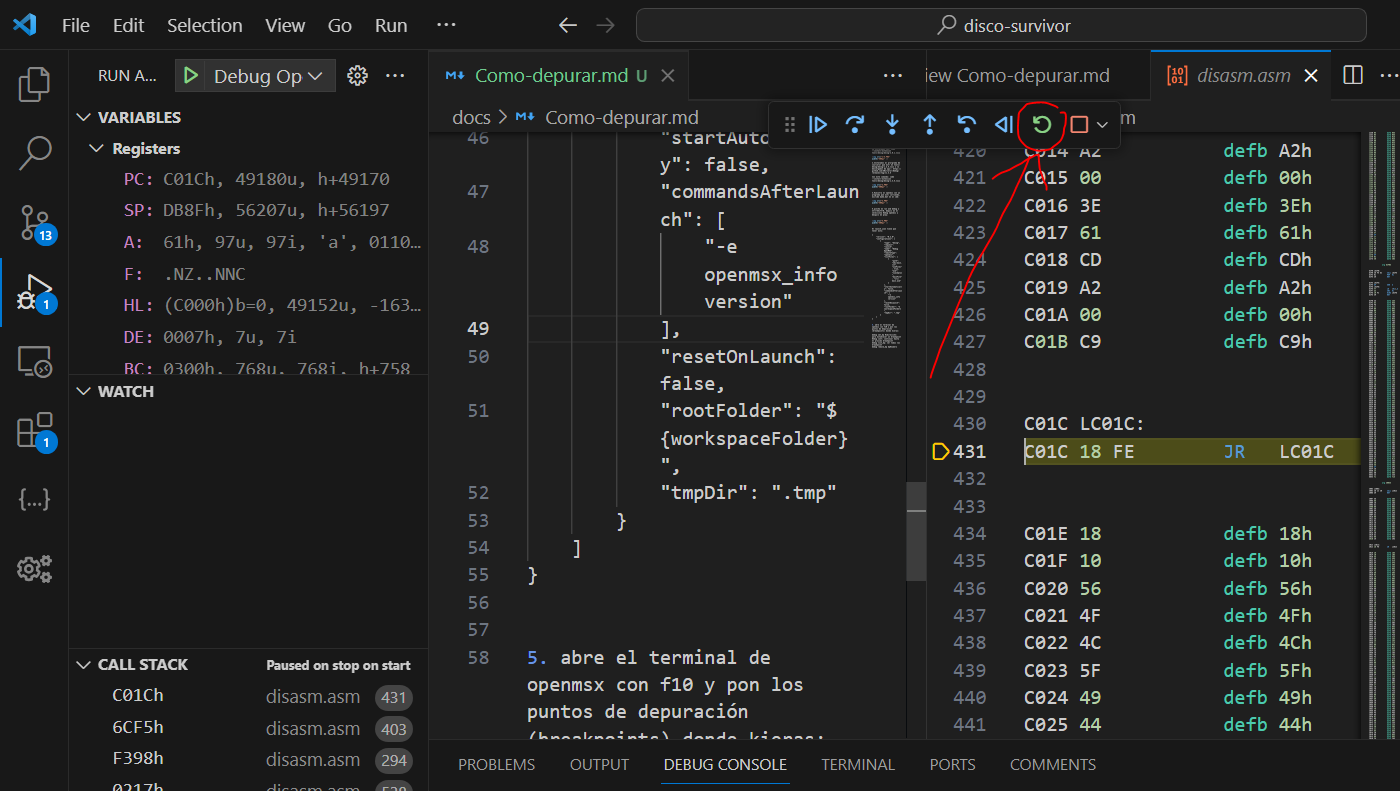 File Edit Selection View Go Run ···
disco-survivor
RUN A... Debug Op ···
VARIABLES
Registers
PC: C01Ch, 49180u, h+49170
SP: DB8Fh, 56207u, h+56197
A: 61h, 97u, 97i, 'a', 0110...
F: .NZ..NNC
HL: (C000h)b=0, 49152u, -163...
DE: 0007h, 7u, 7i
BC: 0300h, 768u, 768i, h+758
WATCH
CALL STACK Paused on stop on start
C01Ch disasm.asm 431
6CF5h disasm.asm 403
F398h disasm.asm 294
0217h disasm.asm
13
1
1
Como-depurar.md U
docs > Como-depurar.md
46 "startAuto
y": false,
47 "commandsAfterLaun
ch": [
48 "-e
openmsx_info
version"
49 ],
50 "resetOnLaunch":
false,
51 "rootFolder": "$
{workspaceFolder}
",
52 "tmpDir": ".tmp"
53 }
54 ]
55 }
56
57
58 5. abre el terminal de
openmsx con f10 y pon los
puntos de depuración
(breakpoints) donde kieras:
iew Como-depurar.md
disasm.asm
m
420 C014 A2 defb A2h
421 C015 00 defb 00h
422 C016 3E defb 3Eh
423 C017 61 defb 61h
424 C018 CD defb CDh
425 C019 A2 defb A2h
426 C01A 00 defb 00h
427 C01B C9 defb C9h
428
429
430 C01C LC01C:
431 C01C 18 FE JR LC01C
432
433
434 C01E 18 defb 18h
435 C01F 10 defb 10h
436 C020 56 defb 56h
437 C021 4F defb 4Fh
438 C022 4C defb 4Ch
439 C023 5F defb 5Fh
440 C024 49 defb 49h
441 C025 44 defb 44h
PROBLEMS OUTPUT DEBUG CONSOLE TERMINAL PORTS COMMENTS